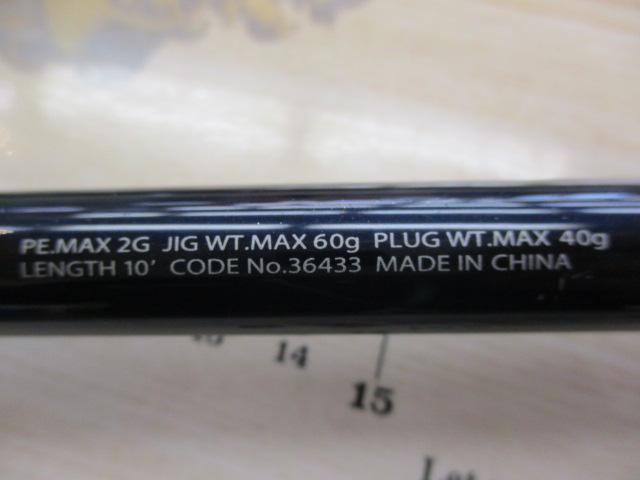 PE.MAX 2G JIG WT.MAX 60g PLUG WT.MAX 40g
LENGTH 10' CODE No.36433 MADE IN CHINA
14
15